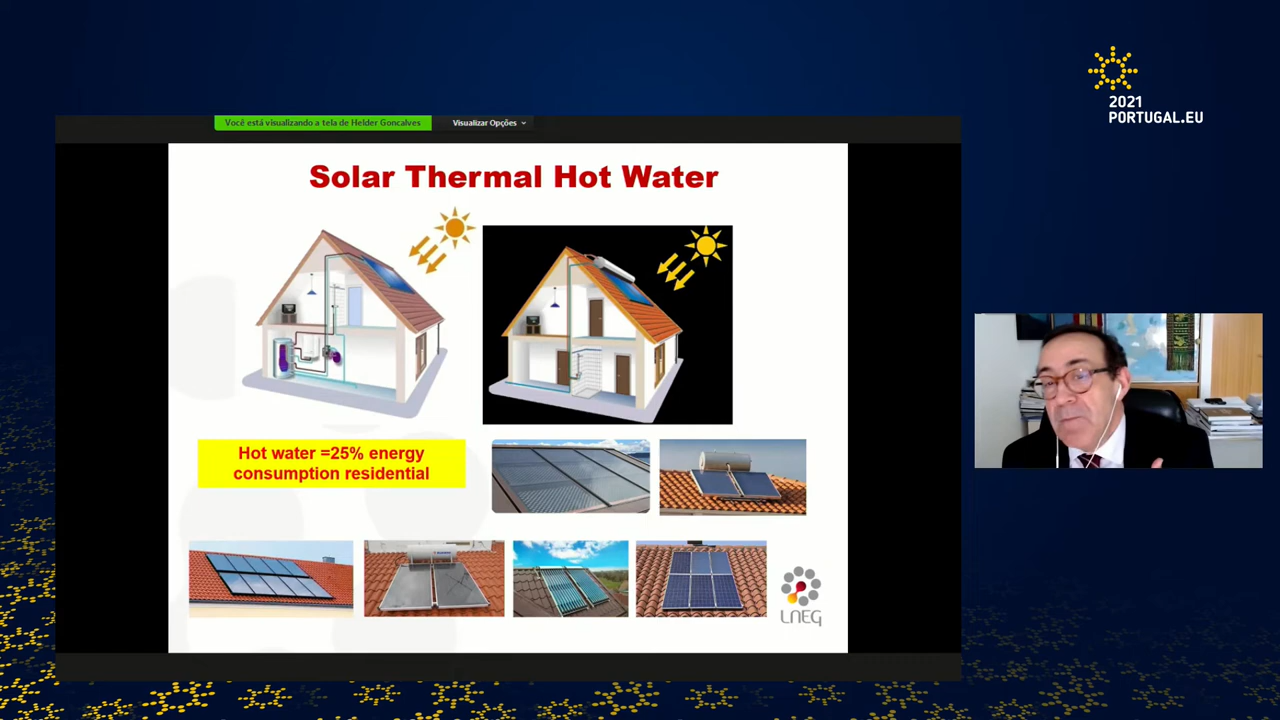 2021
PORTUGAL.EU
Você está visualizando a tela de Helder Goncalves
Visualizar Opções
Solar Thermal Hot Water
Hot water =25% energy
consumption residential
LNEG